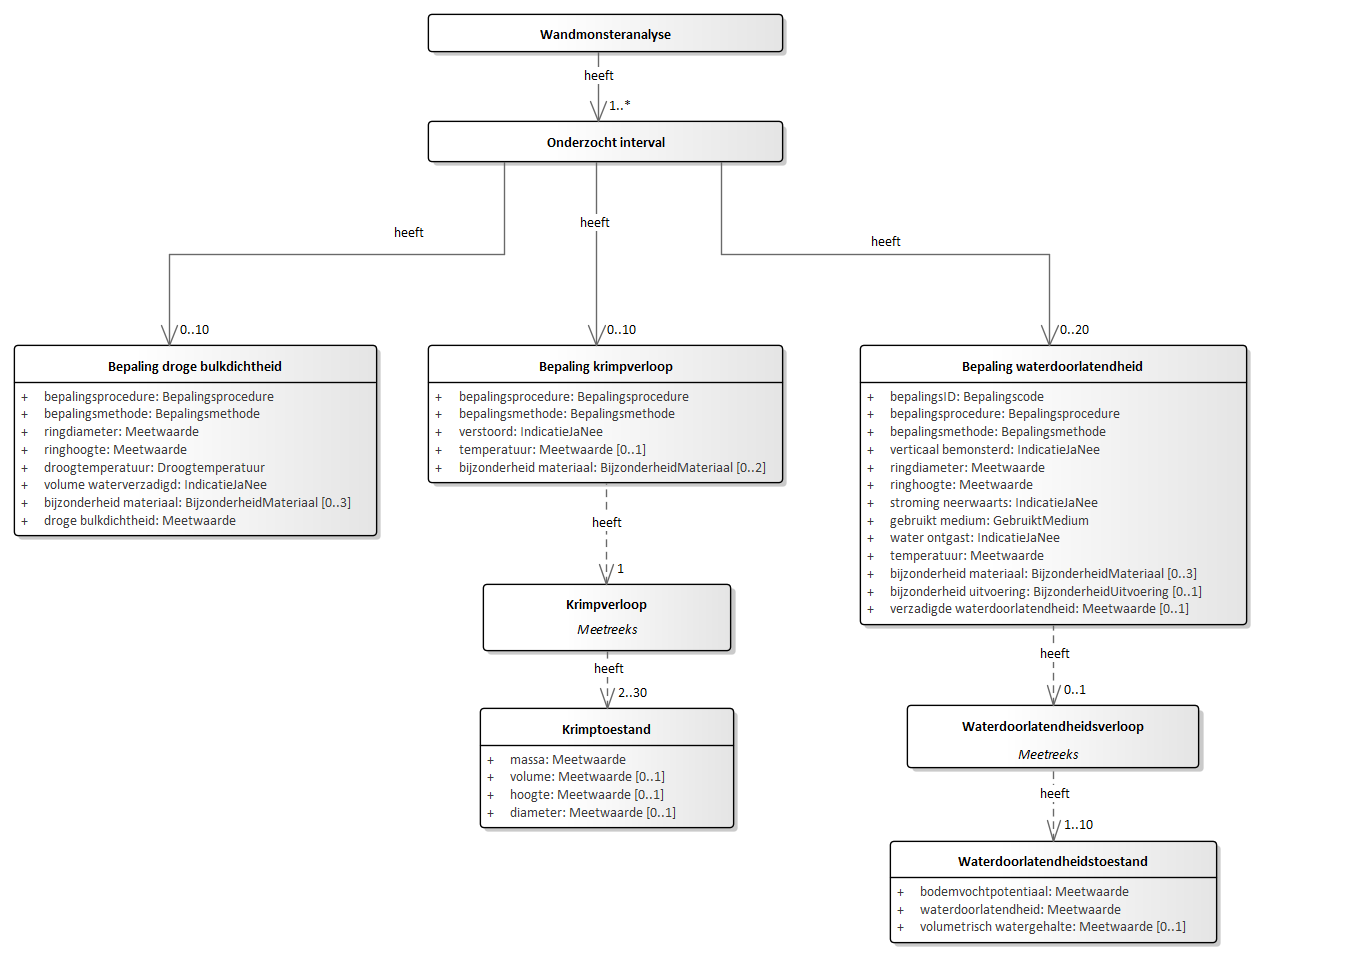 Wandmonsteranalyse
heeft
1..*
Onderzocht interval
heeft
heeft
heeft
0..10
0..10
0..20
Bepaling droge bulkdichtheid
+ bepalingsprocedure: Bepalingsprocedure
+ bepalingsmethode: Bepalingsmethode
+ ringdiameter: Meetwaarde
+ ringhoogte: Meetwaarde
+ droogtemperatuur: Droogtemperatuur
+ volume waterverzadigd: IndicatieJaNee
+ bijzonderheid materiaal: BijzonderheidMateriaal [0..3]
+ droge bulkdichtheid: Meetwaarde
Bepaling krimpverloop
+ bepalingsprocedure: Bepalingsprocedure
+ bepalingsmethode: Bepalingsmethode
+ verstoord: IndicatieJaNee
+ temperatuur: Meetwaarde [0..1]
+ bijzonderheid materiaal: BijzonderheidMateriaal [0..2]
heeft
1
Krimpverloop
Meetreeks
heeft
2..30
Krimptoestand
+ massa: Meetwaarde
+ volume: Meetwaarde [0..1]
+ hoogte: Meetwaarde [0..1]
+ diameter: Meetwaarde [0..1]
Bepaling waterdoorlatendheid
+ bepalingsID: Bepalingscode
+ bepalingsprocedure: Bepalingsprocedure
+ bepalingsmethode: Bepalingsmethode
+ verticaal bemonsterd: IndicatieJaNee
+ ringdiameter: Meetwaarde
+ ringhoogte: Meetwaarde
+ stroming neerwaarts: IndicatieJaNee
+ gebruikt medium: GebruiktMedium
+ water ontgast: IndicatieJaNee
+ temperatuur: Meetwaarde
+ bijzonderheid materiaal: BijzonderheidMateriaal [0..3]
+ bijzonderheid uitvoering: BijzonderheidUitvoering [0..1]
+ verzadigde waterdoorlatendheid: Meetwaarde [0..1]
heeft
0..1
Waterdoorlatendheidsverloop
Meetreeks
heeft
1..10
Waterdoorlatendheidstoestand
+ bodemvochtpotentiaal: Meetwaarde
+ waterdoorlatendheid: Meetwaarde
+ volumetrisch watergehalte: Meetwaarde [0..1]